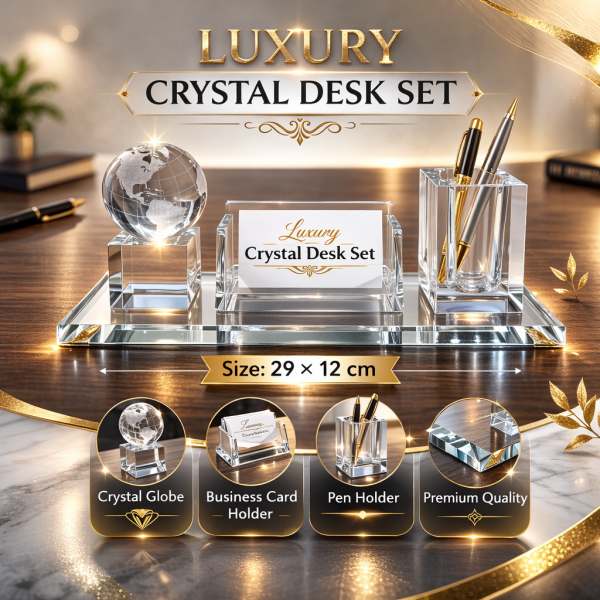 LUXURY
CRYSTAL DESK SET
Luxury
Crystal Desk Set
Size: 29 × 12 cm
Crystal Globe
Business Card
Holder
Pen Holder
Premium Quality